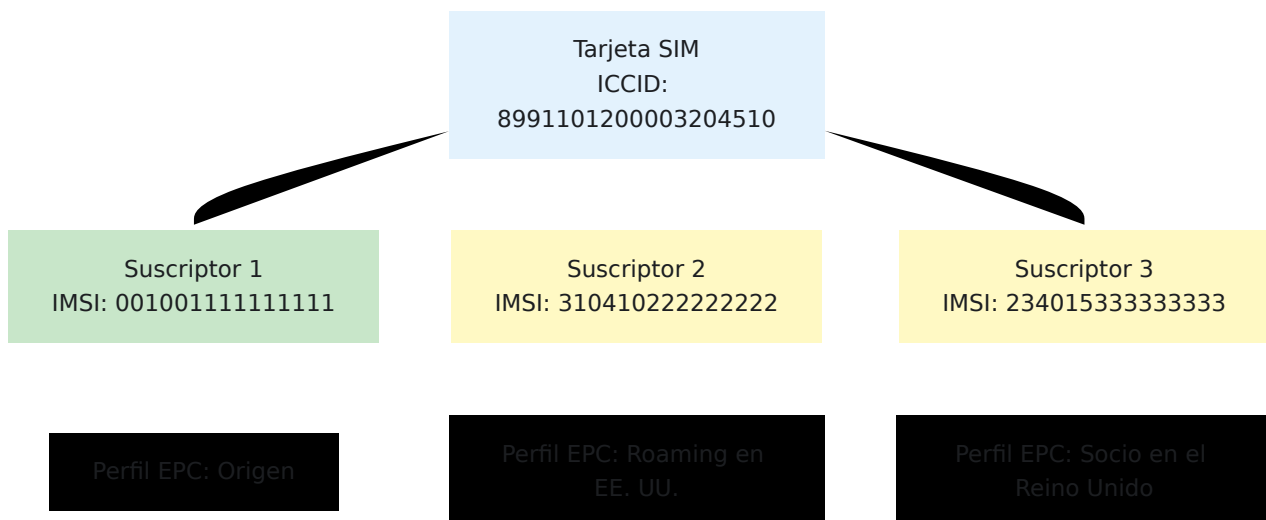 Tarjeta SIM
ICCID:
8991101200003204510
Suscriptor 1
IMSI: 001001111111111
Suscriptor 2
IMSI: 310410222222222
Suscriptor 3
IMSI: 234015333333333
Perfil EPC: Origen
Perfil EPC: Roaming en
EE. UU.
Perfil EPC: Socio en el
Reino Unido